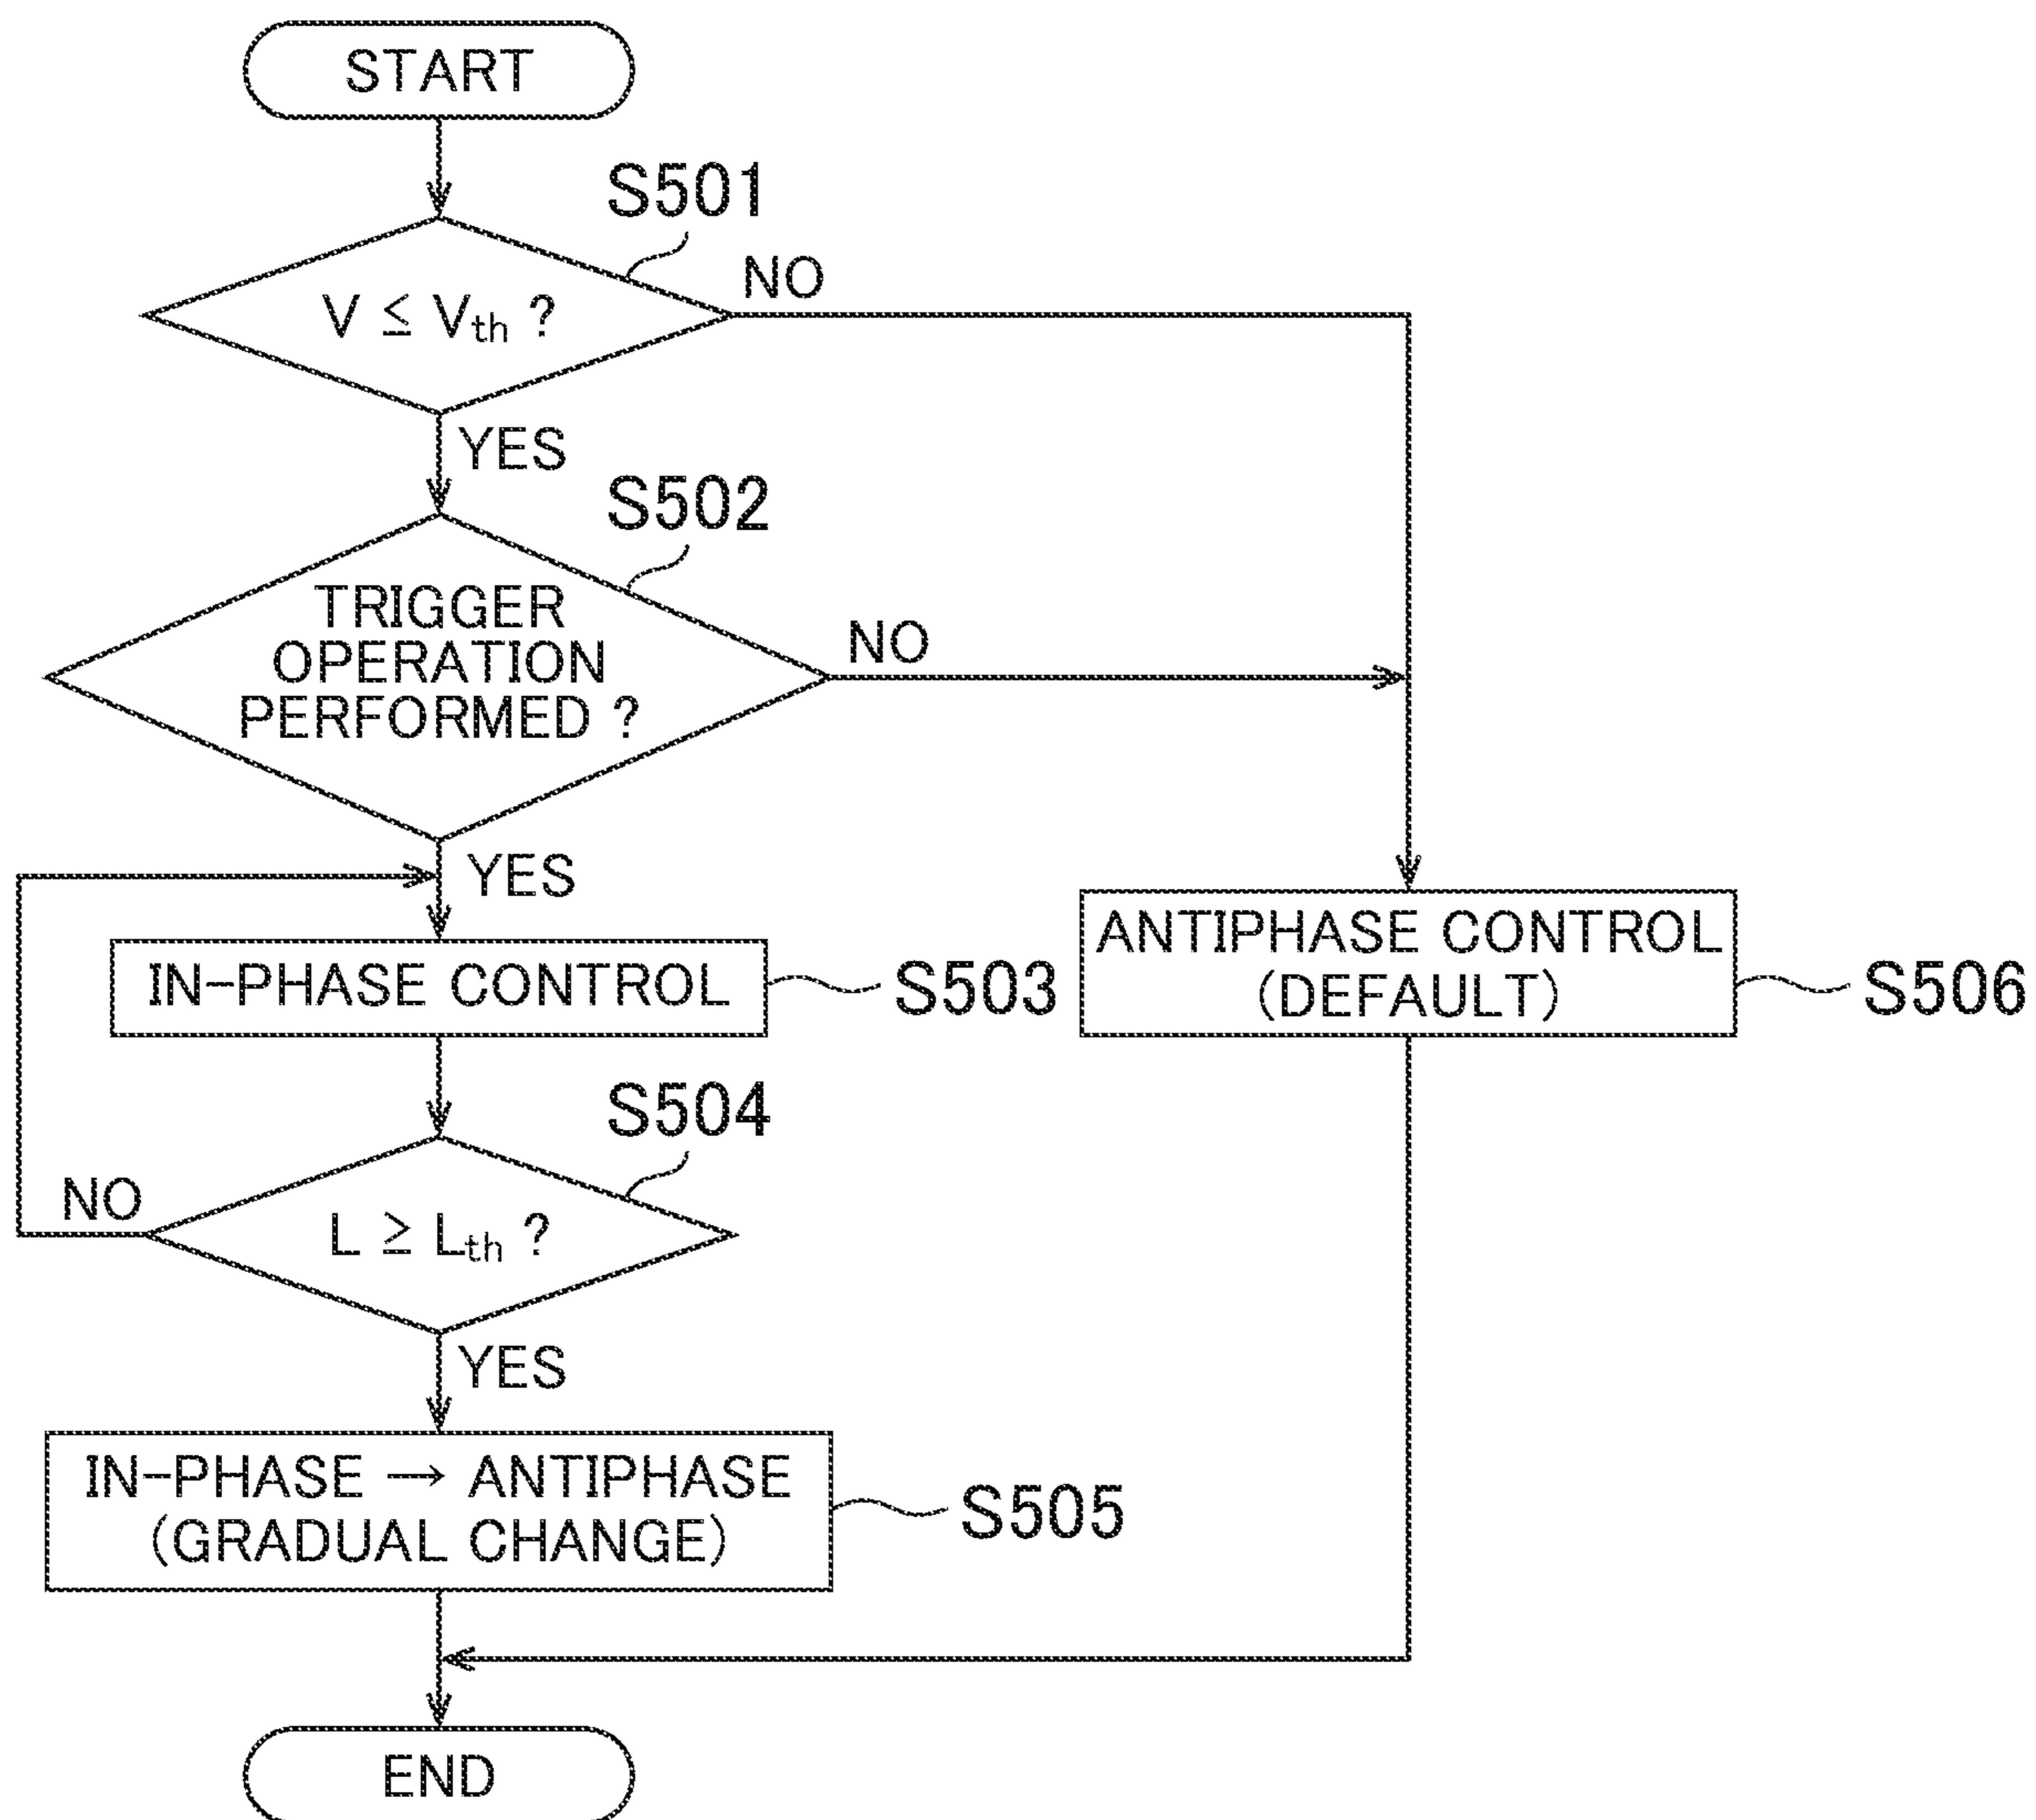 START
S501
V ≤ Vth ?
NO
YES
S502
TRIGGER
OPERATION
PERFORMED ?
NO
YES
IN-PHASE CONTROL
S503
ANTIPHASE CONTROL
(DEFAULT)
S506
S504
L ≥ Lth ?
NO
YES
IN-PHASE → ANTIPHASE
(GRADUAL CHANGE)
S505
END